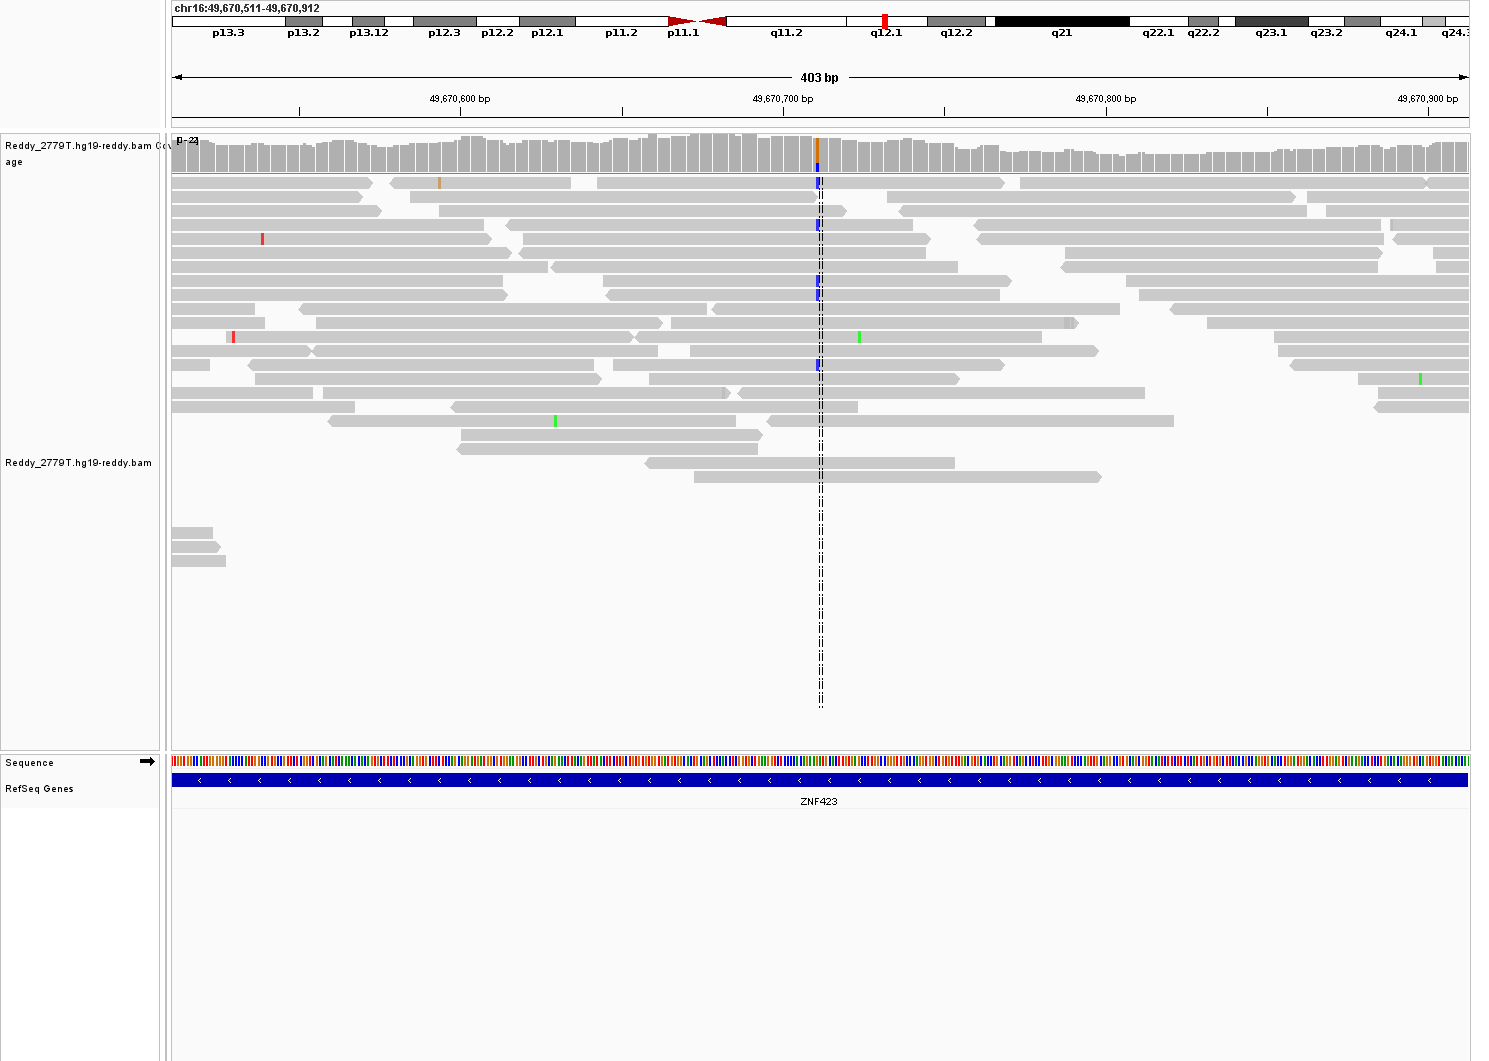 chr16:49,670,511-49,670,912
p13.3 p13.2 p13.12 p12.3 p12.2 p12.1 p11.2 p11.1 q11.2 q12.1 q12.2 q21 q22.1 q22.2 q23.1 q23.2 q24.1 q24.3
403 bp
49,670,600 bp 49,670,700 bp 49,670,800 bp 49,670,900 bp
Reddy_2779T.hg19-reddy.bam Cov
age
Reddy_2779T.hg19-reddy.bam
Sequence
RefSeq Genes
ZNF423